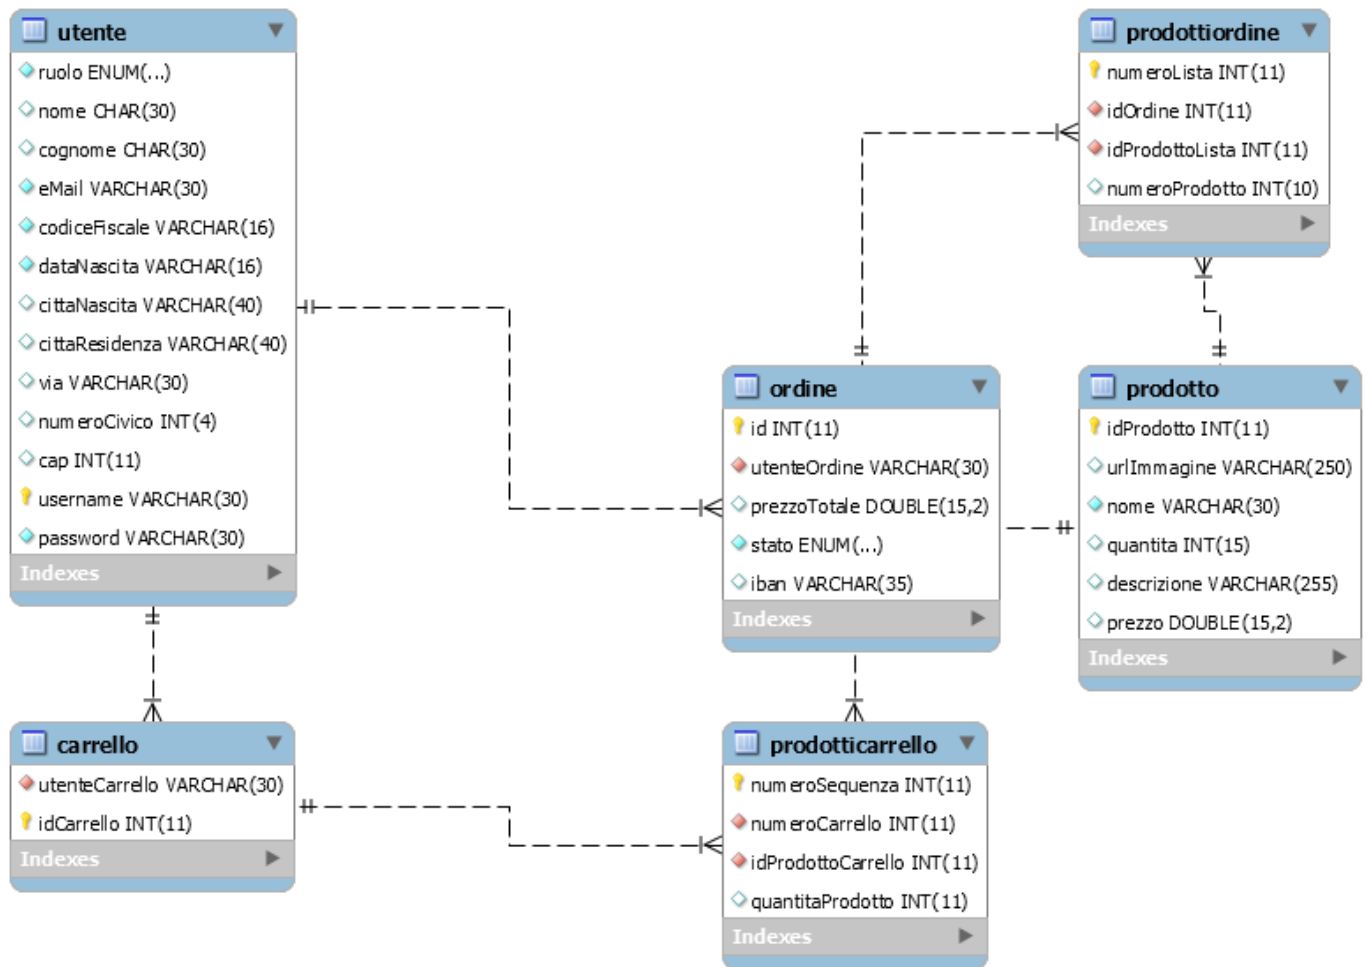 utente
ruolo ENUM(...)
nome CHAR(30)
cognome CHAR(30)
eMail VARCHAR(30)
codiceFiscale VARCHAR(16)
dataNascita VARCHAR(16)
cittaNascita VARCHAR(40)
cittaResidenza VARCHAR(40)
via VARCHAR(30)
numeroCivico INT(4)
cap INT(11)
username VARCHAR(30)
password VARCHAR(30)
Indexes
prodottiordine
numeroLista INT(11)
idOrdine INT(11)
idProdottoLista INT(11)
numeroProdotto INT(10)
Indexes
ordine
id INT(11)
utenteOrdine VARCHAR(30)
prezzoTotale DOUBLE(15,2)
stato ENUM(...)
iban VARCHAR(35)
Indexes
prodotto
idProdotto INT(11)
urlImmagine VARCHAR(250)
nome VARCHAR(30)
quantita INT(15)
descrizione VARCHAR(255)
prezzo DOUBLE(15,2)
Indexes
carrello
utenteCarrello VARCHAR(30)
idCarrello INT(11)
Indexes
prodotticarrello
numeroSequenza INT(11)
numeroCarrello INT(11)
idProdottoCarrello INT(11)
quantitaProdotto INT(11)
Indexes